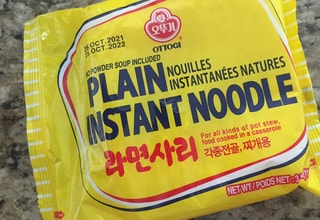 OCT.2021
OCT.2022
오뚜기
OTTOGI
NO POWDER SOUP INCLUDED
PLAIN NOUILLES
INSTANTANÉES NATURES
INSTANT NOODLE
라면사리
For all kinds of pot stew,
food cooked in a casserole
각종전골, 찌개용
NET WT/POIDS NET: